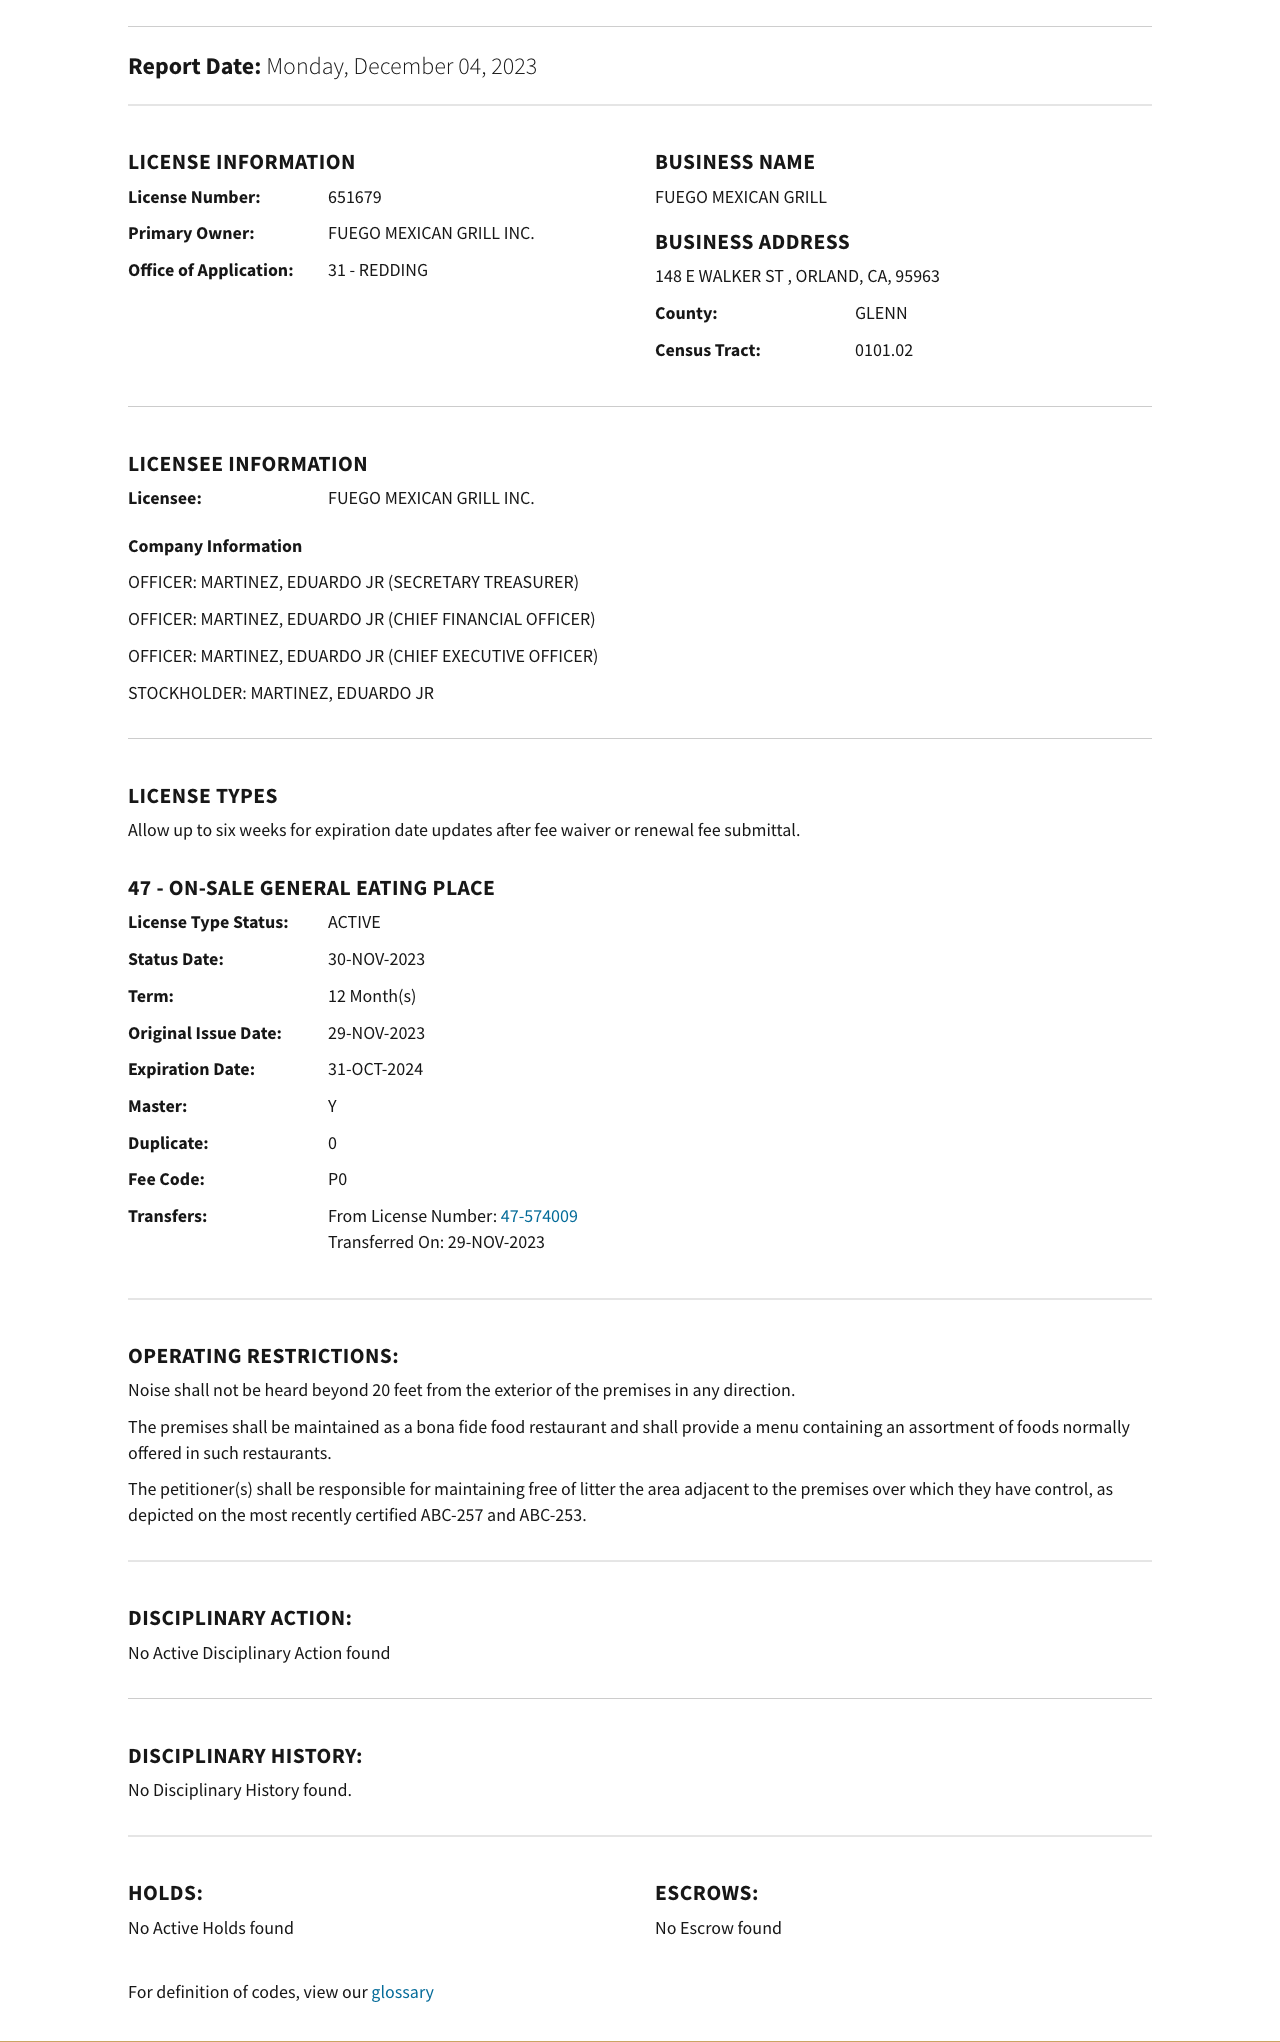 Report Date: Monday, December 04, 2023
LICENSE INFORMATION
License Number: 651679
Primary Owner: FUEGO MEXICAN GRILL INC.
Office of Application: 31 - REDDING
BUSINESS NAME
FUEGO MEXICAN GRILL
BUSINESS ADDRESS
148 E WALKER ST , ORLAND, CA, 95963
County: GLENN
Census Tract: 0101.02
LICENSEE INFORMATION
Licensee: FUEGO MEXICAN GRILL INC.
Company Information
OFFICER: MARTINEZ, EDUARDO JR (SECRETARY TREASURER)
OFFICER: MARTINEZ, EDUARDO JR (CHIEF FINANCIAL OFFICER)
OFFICER: MARTINEZ, EDUARDO JR (CHIEF EXECUTIVE OFFICER)
STOCKHOLDER: MARTINEZ, EDUARDO JR
LICENSE TYPES
Allow up to six weeks for expiration date updates after fee waiver or renewal fee submittal.
47 - ON-SALE GENERAL EATING PLACE
License Type Status: ACTIVE
Status Date: 30-NOV-2023
Term: 12 Month(s)
Original Issue Date: 29-NOV-2023
Expiration Date: 31-OCT-2024
Master: Y
Duplicate: 0
Fee Code: P0
Transfers: From License Number: 47-574009
Transferred On: 29-NOV-2023
OPERATING RESTRICTIONS:
Noise shall not be heard beyond 20 feet from the exterior of the premises in any direction.
The premises shall be maintained as a bona fide food restaurant and shall provide a menu containing an assortment of foods normally
offered in such restaurants.
The petitioner(s) shall be responsible for maintaining free of litter the area adjacent to the premises over which they have control, as
depicted on the most recently certified ABC-257 and ABC-253.
DISCIPLINARY ACTION:
No Active Disciplinary Action found
DISCIPLINARY HISTORY:
No Disciplinary History found.
HOLDS:
No Active Holds found
ESCROWS:
No Escrow found
For definition of codes, view our glossary